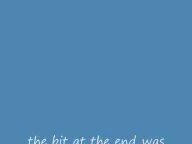 the bit at the end was